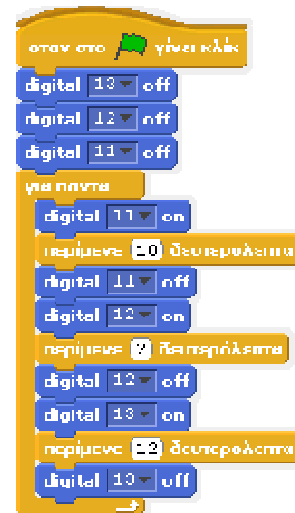 όταν στο γίνει κλικ
digital 13 off
digital 12 off
digital 11 off
για πάντα
digital 11 on
περίμενε 10 δευτερόλεπτα
digital 11 off
digital 12 on
περίμενε δευτερόλεπτα
digital 12 off
digital 13 on
περίμενε δευτερόλεπτα
digital 13 off